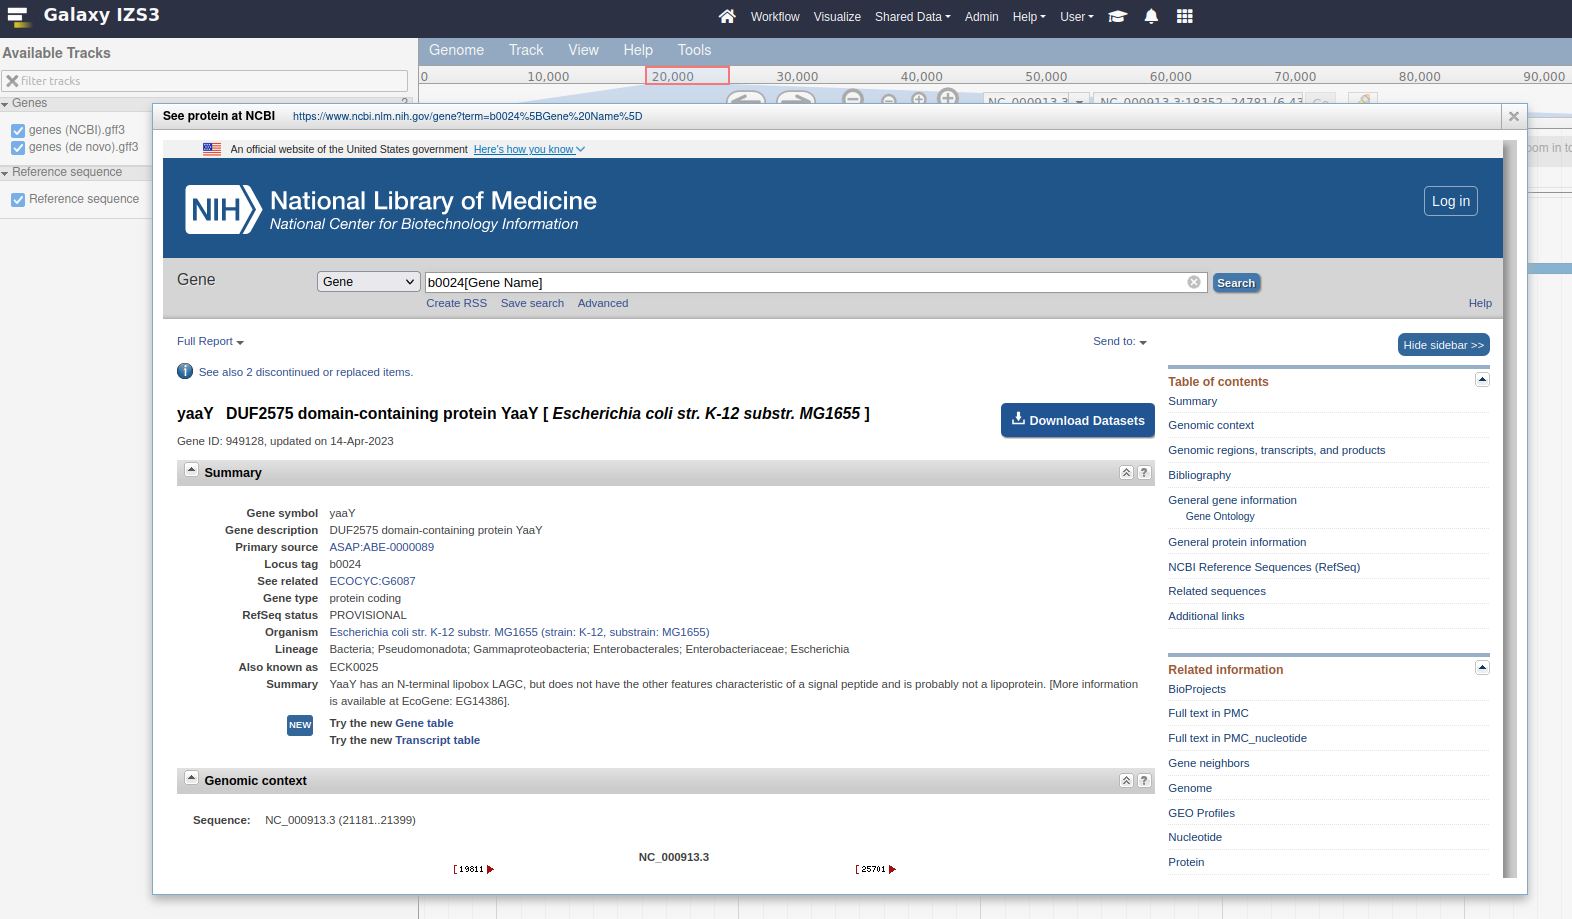 Galaxy IZS3
Workflow Visualize Shared Data Admin Help User
Available Tracks
Genome Track View Help Tools
filter tracks
0 10,000 20,000 30,000 40,000 50,000 60,000 70,000 80,000 90,000
Genes 2
NC_000913.3 NC_000913.3:18352..24781 (6.43 Go
genes (NCBI).gff3
genes (de novo).gff3
Reference sequence
Reference sequence
oom in to
See protein at NCBI https://www.ncbi.nlm.nih.gov/gene?term=b0024%5BGene%20Name%5D
An official website of the United States government Here's how you know
NIH National Library of Medicine
National Center for Biotechnology Information
Log in
Gene Gene b0024[Gene Name] Search
Create RSS Save search Advanced Help
Full Report Send to: Hide sidebar >>
See also 2 discontinued or replaced items.
yaaY DUF2575 domain-containing protein YaaY [ Escherichia coli str. K-12 substr. MG1655 ]
Download Datasets
Gene ID: 949128, updated on 14-Apr-2023
Summary
Gene symbol yaaY
Gene description DUF2575 domain-containing protein YaaY
Primary source ASAP:ABE-0000089
Locus tag b0024
See related ECOCYC:G6087
Gene type protein coding
RefSeq status PROVISIONAL
Organism Escherichia coli str. K-12 substr. MG1655 (strain: K-12, substrain: MG1655)
Lineage Bacteria; Pseudomonadota; Gammaproteobacteria; Enterobacterales; Enterobacteriaceae; Escherichia
Also known as ECK0025
Summary YaaY has an N-terminal lipobox LAGC, but does not have the other features characteristic of a signal peptide and is probably not a lipoprotein. [More information
is available at EcoGene: EG14386].
NEW Try the new Gene table
Try the new Transcript table
Genomic context
Sequence: NC_000913.3 (21181..21399)
NC_000913.3
[ 19811 [ 25701
Table of contents
Summary
Genomic context
Genomic regions, transcripts, and products
Bibliography
General gene information
Gene Ontology
General protein information
NCBI Reference Sequences (RefSeq)
Related sequences
Additional links
Related information
BioProjects
Full text in PMC
Full text in PMC_nucleotide
Gene neighbors
Genome
GEO Profiles
Nucleotide
Protein